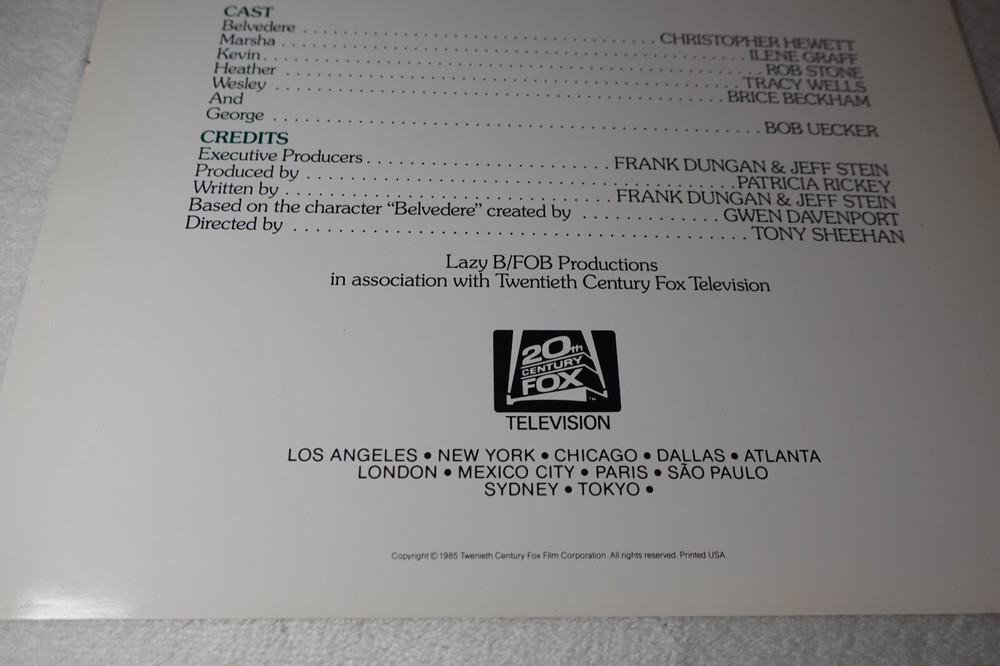 CAST
Belvedere . . . . . . . . . . . . . . . . . . . . . . . . . . . . . . . . . . . . . . . . CHRISTOPHER HEWETT
Marsha . . . . . . . . . . . . . . . . . . . . . . . . . . . . . . . . . . . . . . . . . . . . . . . . . . . . ILENE GRAFF
Kevin . . . . . . . . . . . . . . . . . . . . . . . . . . . . . . . . . . . . . . . . . . . . . . . . . . . . . . . ROB STONE
Heather . . . . . . . . . . . . . . . . . . . . . . . . . . . . . . . . . . . . . . . . . . . . . . . . . . TRACY WELLS
Wesley . . . . . . . . . . . . . . . . . . . . . . . . . . . . . . . . . . . . . . . . . . . . . . . . . BRICE BECKHAM
And
George . . . . . . . . . . . . . . . . . . . . . . . . . . . . . . . . . . . . . . . . . . . . . . . . . . . . . BOB UECKER
CREDITS
Executive Producers . . . . . . . . . . . . . . . . . . . . . . . . . . FRANK DUNGAN & JEFF STEIN
Produced by . . . . . . . . . . . . . . . . . . . . . . . . . . . . . . . . . . . . . . . . . . . . . . PATRICIA RICKEY
Written by . . . . . . . . . . . . . . . . . . . . . . . . . . . . . . . . . . . FRANK DUNGAN & JEFF STEIN
Based on the character “Belvedere” created by . . . . . . . . . . . . . . . GWEN DAVENPORT
Directed by . . . . . . . . . . . . . . . . . . . . . . . . . . . . . . . . . . . . . . . . . . . . . . . . . TONY SHEEHAN
Lazy B/FOB Productions
in association with Twentieth Century Fox Television
20th
CENTURY
FOX
™
TELEVISION
LOS ANGELES • NEW YORK • CHICAGO • DALLAS • ATLANTA
LONDON • MEXICO CITY • PARIS • SÃO PAULO
SYDNEY • TOKYO •
Copyright © 1985 Twenieth Century Fox Film Corporation. All rights reserved. Printed USA.